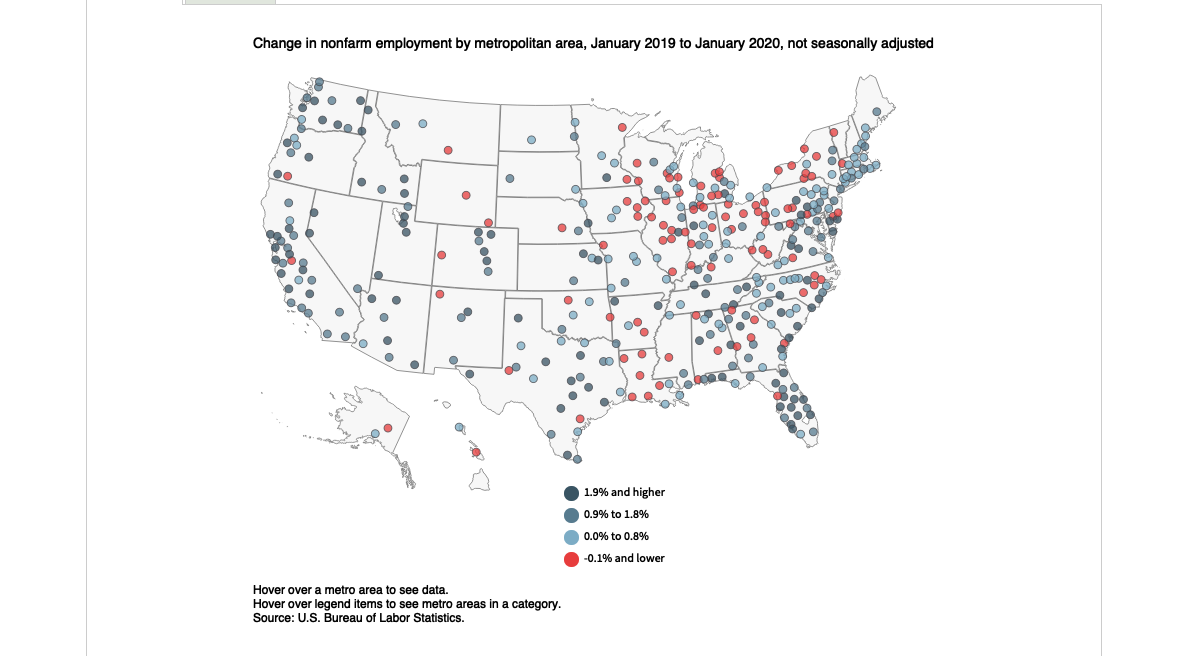 Change in nonfarm employment by metropolitan area, January 2019 to January 2020, not seasonally adjusted
1.9% and higher
0.9% to 1.8%
0.0% to 0.8%
-0.1% and lower
Hover over a metro area to see data.
Hover over legend items to see metro areas in a category.
Source: U.S. Bureau of Labor Statistics.